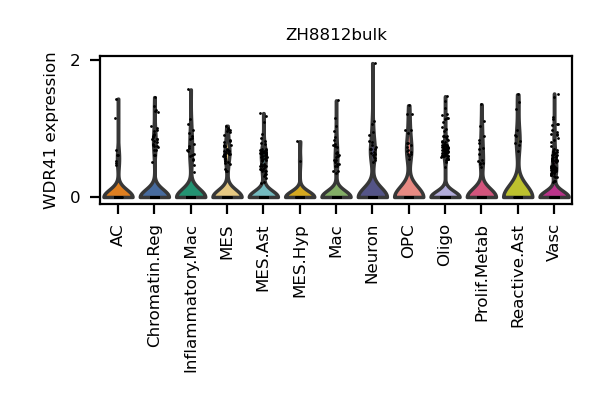 ZH8812bulk
WDR41 expression
2
0
AC
Chromatin.Reg
Inflammatory.Mac
MES
MES.Ast
MES.Hyp
Mac
Neuron
OPC
Oligo
Prolif.Metab
Reactive.Ast
Vasc